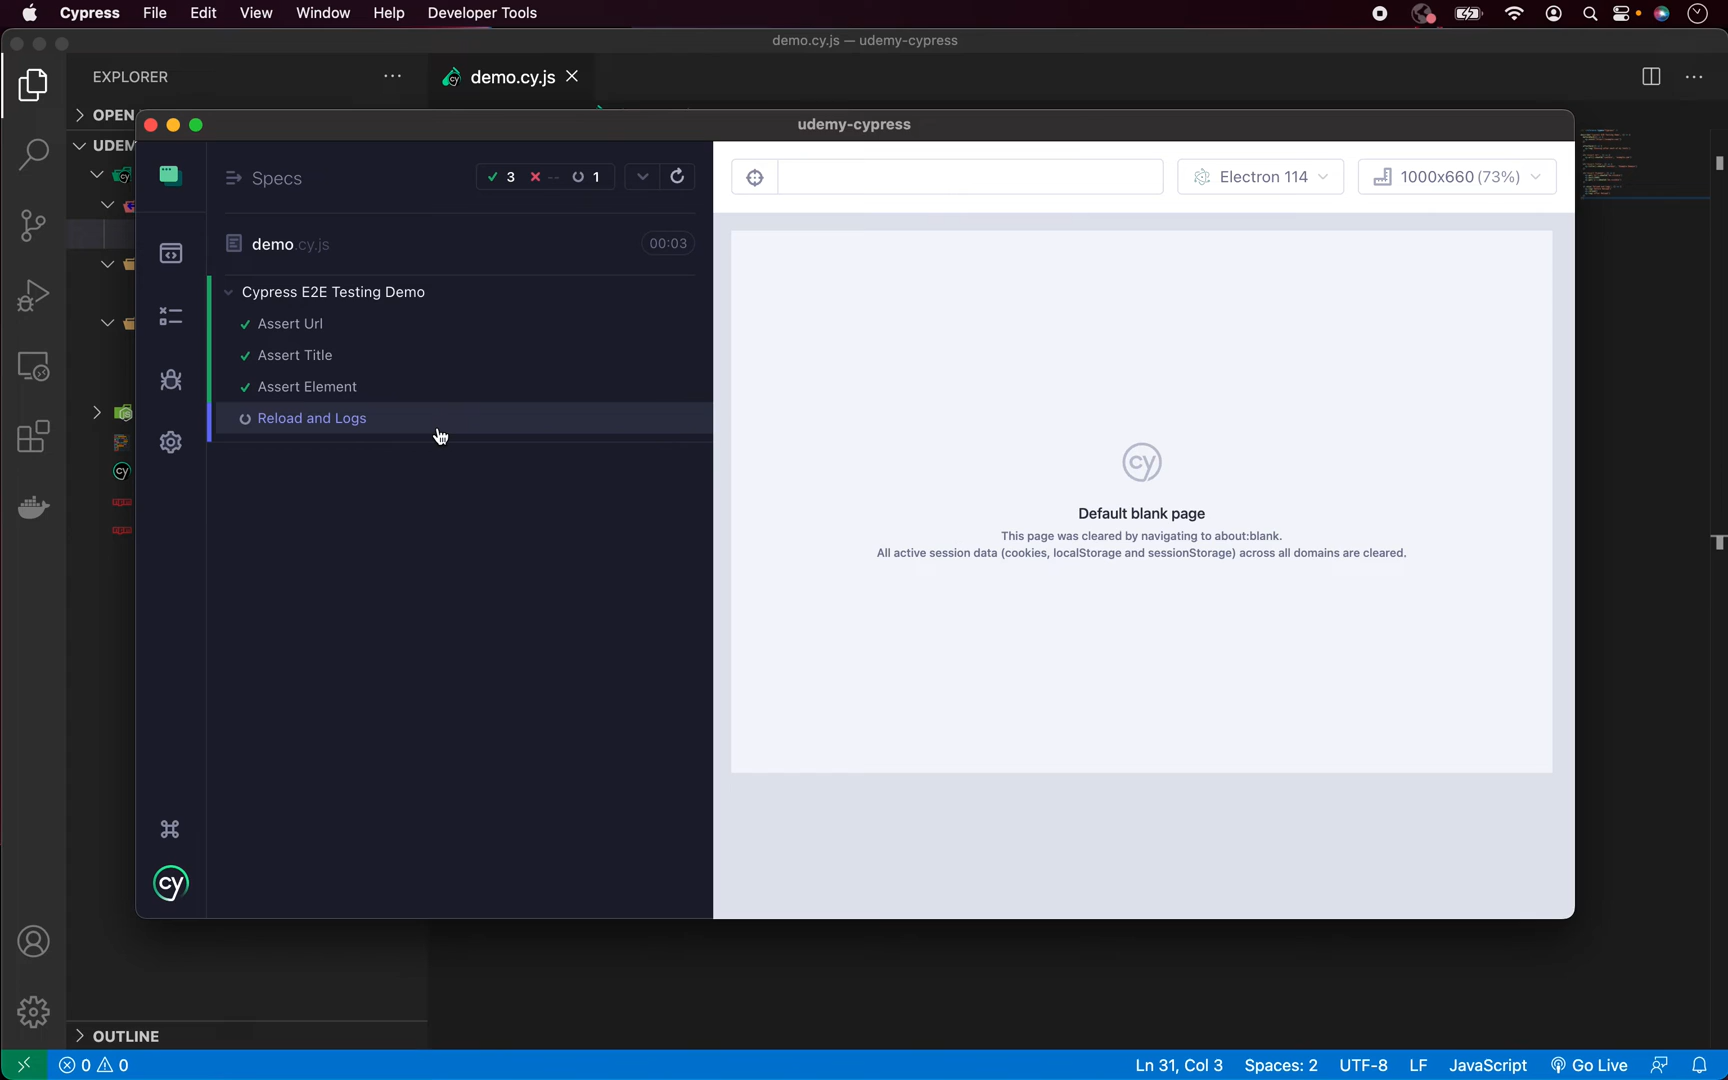 Cypress File Edit View Window Help Developer Tools
demo.cy.js — udemy-cypress
EXPLORER
demo.cy.js
OPEN
UDEM
udemy-cypress
Specs
3 -- 1
demo.cy.js 00:03
Cypress E2E Testing Demo
Assert Url
Assert Title
Assert Element
Reload and Logs
Electron 114
1000x660 (73%)
cy
Default blank page
This page was cleared by navigating to about:blank.
All active session data (cookies, localStorage and sessionStorage) across all domains are cleared.
cy
OUTLINE
0 0
Ln 31, Col 3 Spaces: 2 UTF-8 LF JavaScript Go Live